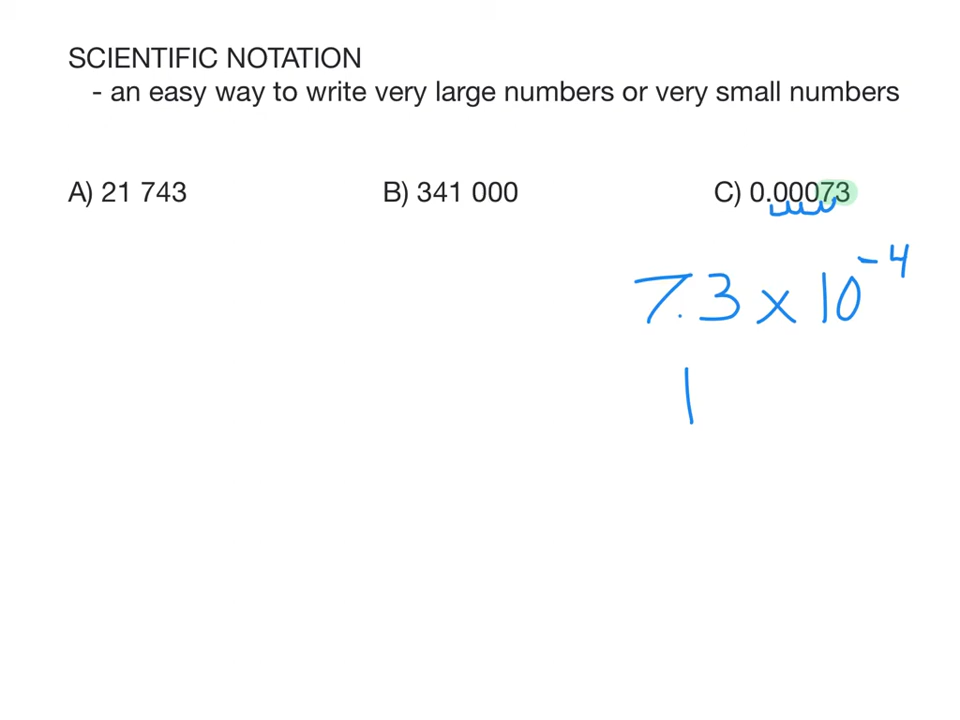 SCIENTIFIC NOTATION
- an easy way to write very large numbers or very small numbers
A) 21 743 B) 341 000 C) 0.00073
7.3 x 10⁻⁴
1